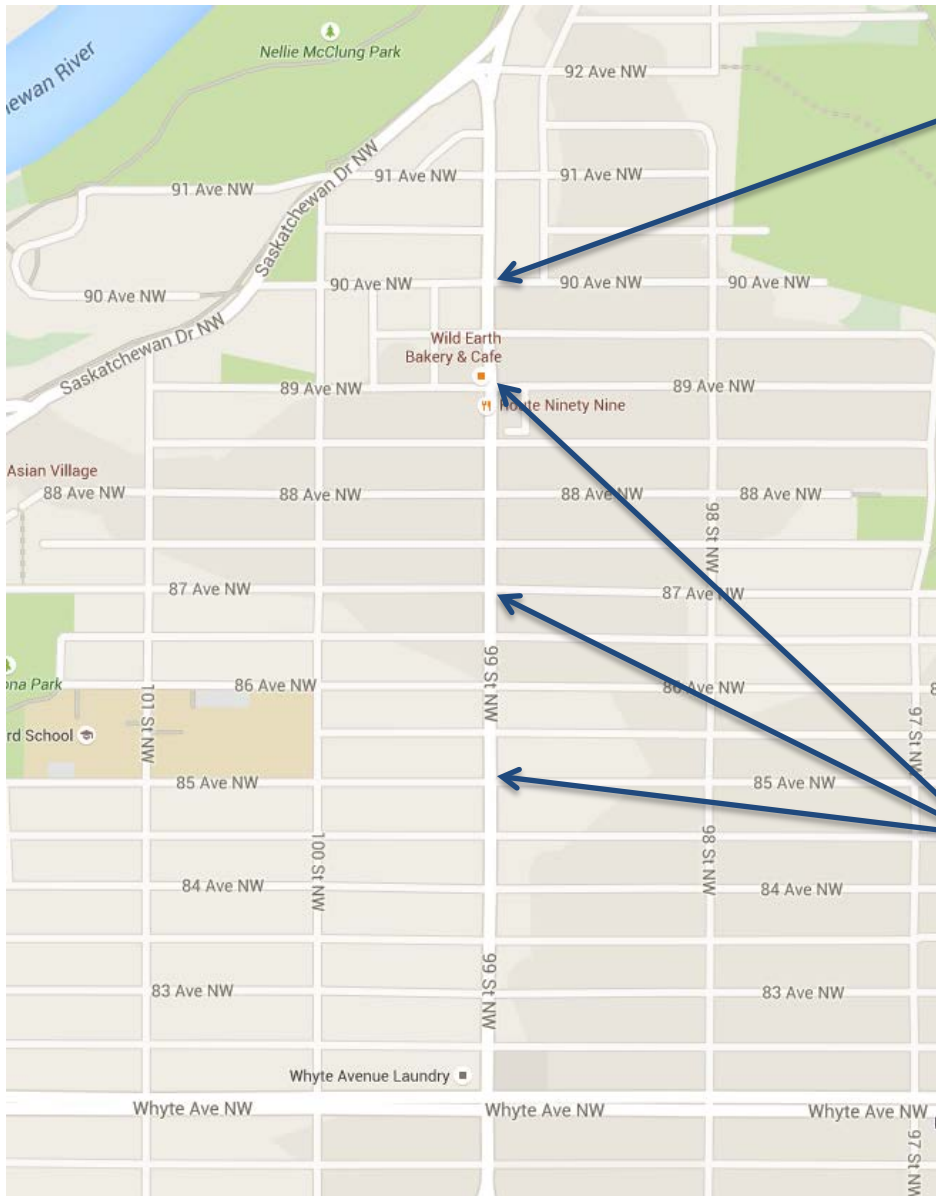 Nellie McClung Park
92 Ave NW
ewan River
91 Ave NW
91 Ave NW
91 Ave NW
Saskatchewan Dr NW
90 Ave NW
90 Ave NW
90 Ave NW
90 Ave NW
Saskatchewan Dr NW
Wild Earth
Bakery & Cafe
89 Ave NW
89 Ave NW
Route Ninety Nine
Asian Village
88 Ave NW
88 Ave NW
88 Ave NW
88 Ave NW
98 St NW
87 Ave NW
87 Ave NW
99 St NW
ona Park
86 Ave NW
86 Ave NW
101 St NW
97 St NW
rd School
85 Ave NW
85 Ave NW
100 St NW
98 St NW
84 Ave NW
84 Ave NW
99 St NW
83 Ave NW
83 Ave NW
Whyte Avenue Laundry
Whyte Ave NW
Whyte Ave NW
Whyte Ave NW
97 St NW